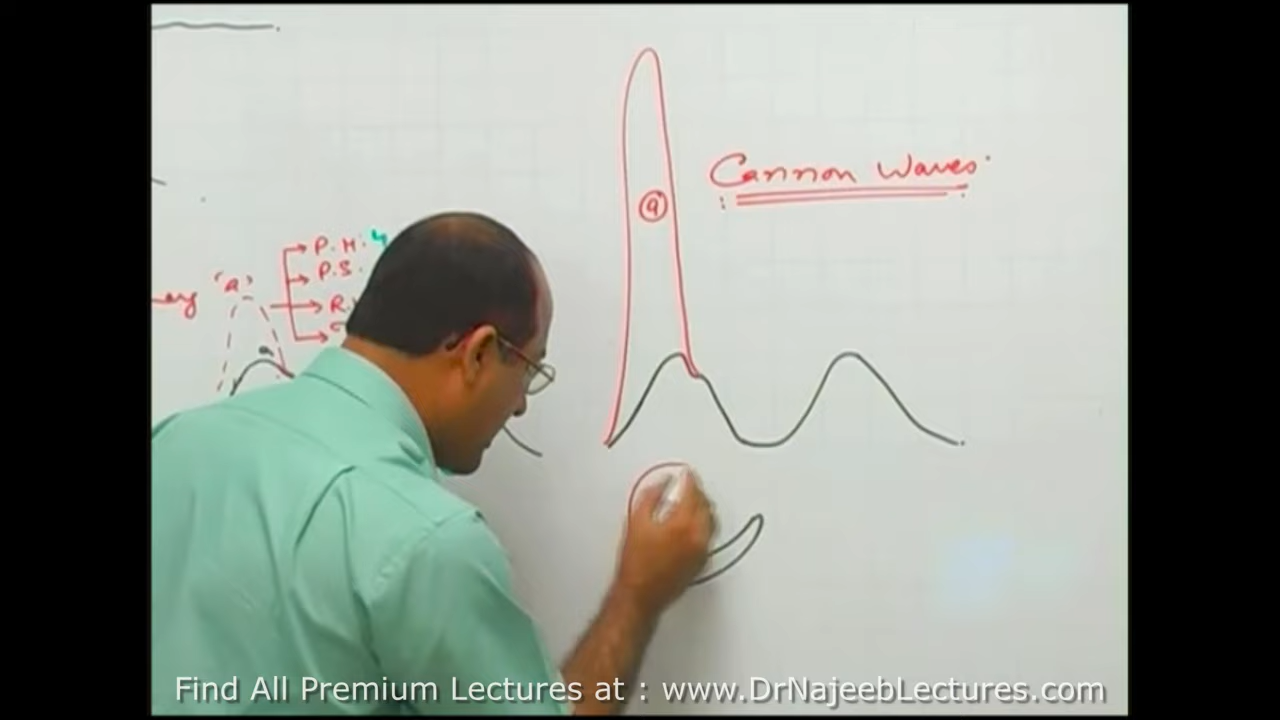 Cannon Waves
a
P.H:
P.S.
'a'
R.
a
Find All Premium Lectures at : www.DrNajeebLectures.com